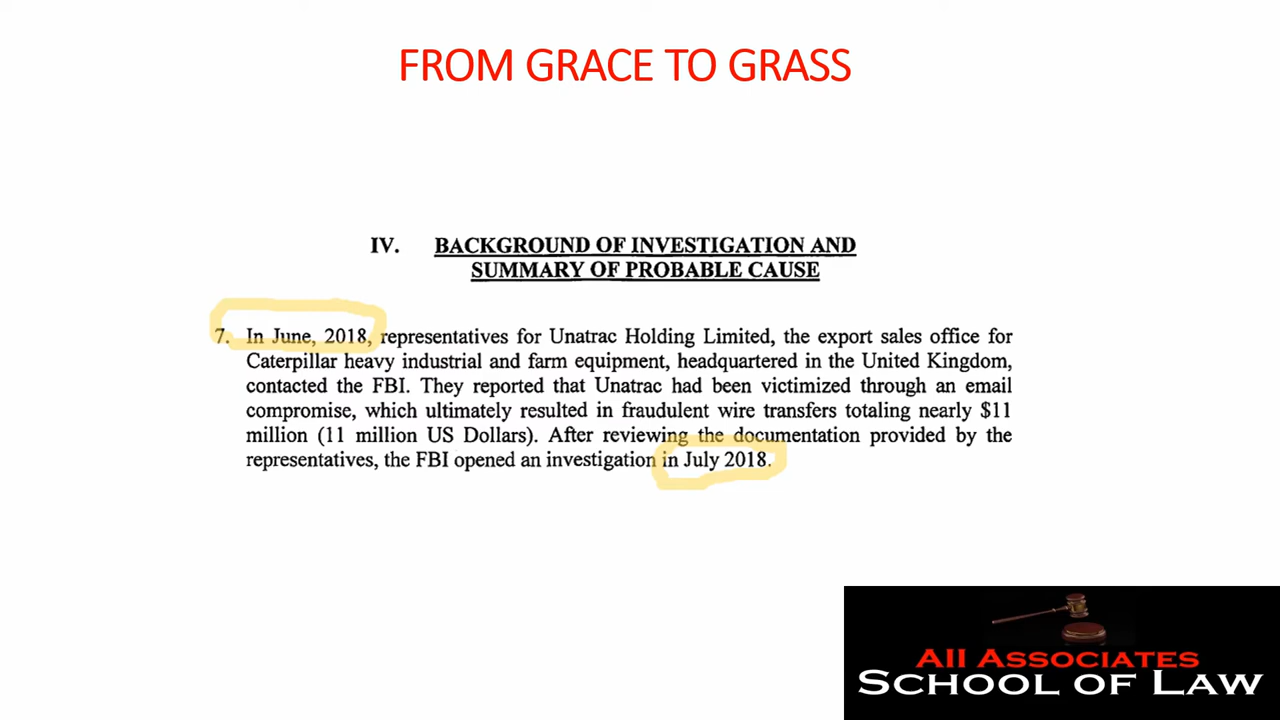 FROM GRACE TO GRASS
IV. BACKGROUND OF INVESTIGATION AND
SUMMARY OF PROBABLE CAUSE
7. In June, 2018, representatives for Unatrac Holding Limited, the export sales office for
Caterpillar heavy industrial and farm equipment, headquartered in the United Kingdom,
contacted the FBI. They reported that Unatrac had been victimized through an email
compromise, which ultimately resulted in fraudulent wire transfers totaling nearly $11
million (11 million US Dollars). After reviewing the documentation provided by the
representatives, the FBI opened an investigation in July 2018.
All Associates
School of Law